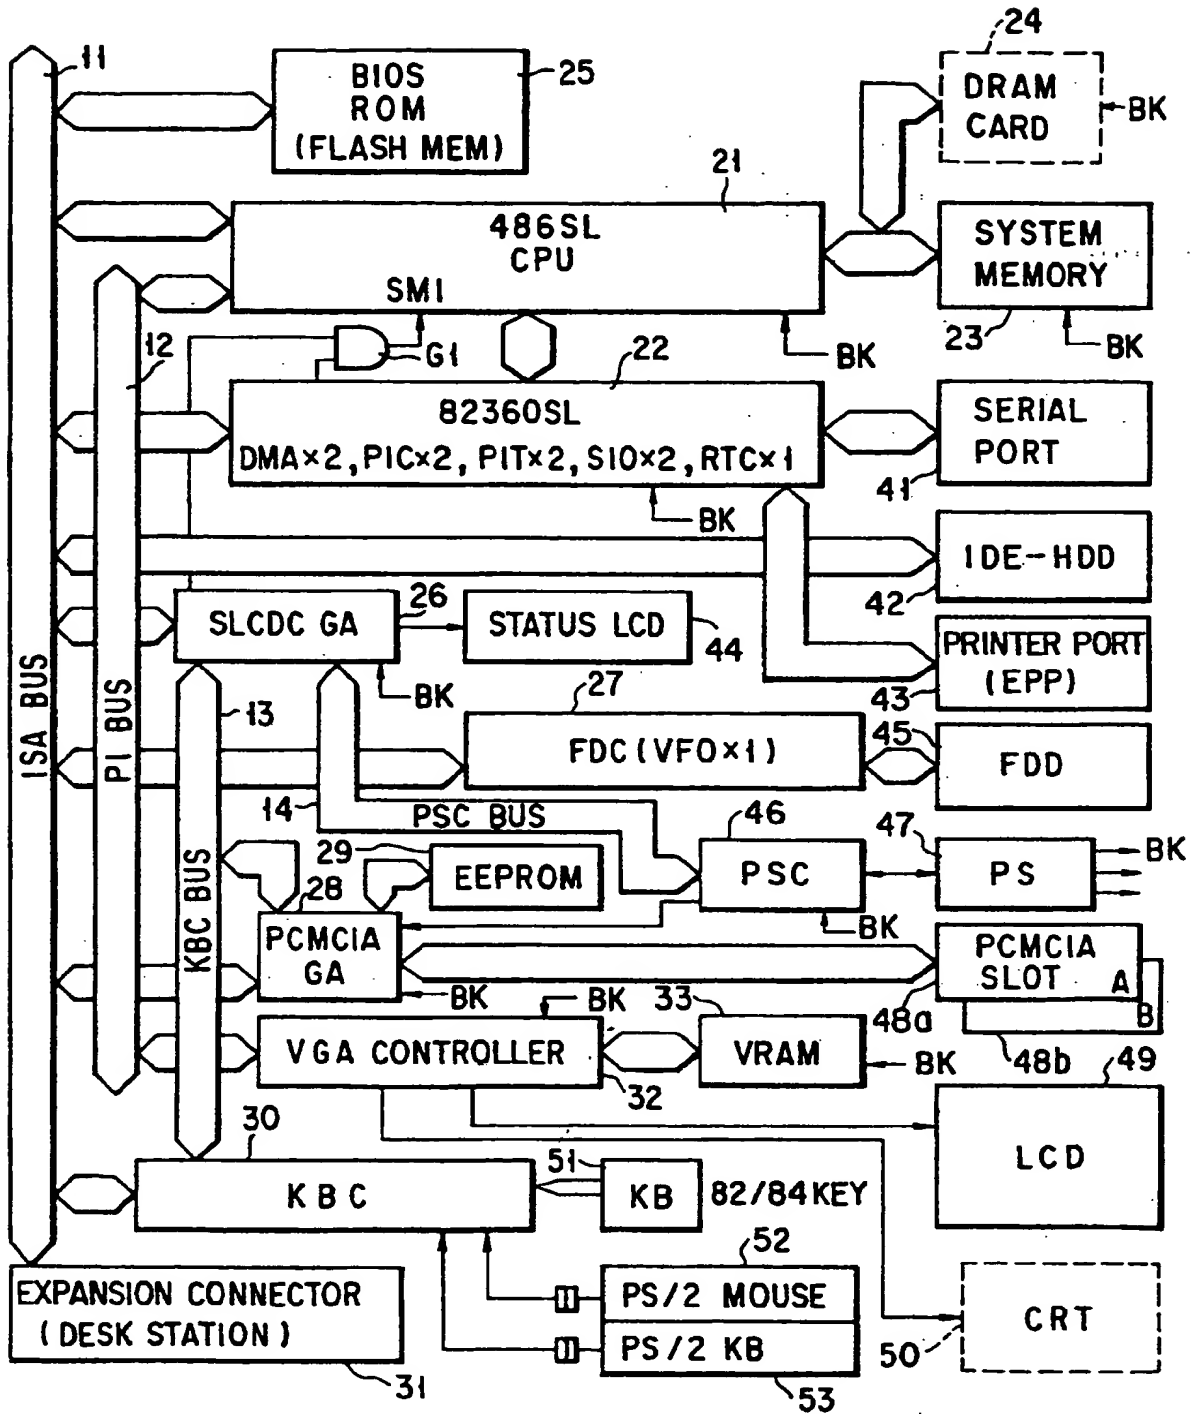 24
11
BIOS
ROM
(FLASH MEM)
25
DRAM
CARD
BK
21
486SL
CPU
SMI
SYSTEM
MEMORY
23
BK
BK
12
G1
22
82360SL
DMA×2, PIC×2, PIT×2, SIO×2, RTC×1
BK
SERIAL
PORT
41
IDE-HDD
42
SLCDC GA
26
STATUS LCD
44
BK
PRINTER PORT
(EPP)
43
ISA BUS
PI BUS
13
27
FDC (VFO×1)
45
FDD
14
PSC BUS
KBC BUS
29
EEPROM
46
PSC
BK
47
PS
BK
28
PCMCIA
GA
BK
PCMCIA
SLOT
A
B
48a
48b
BK
VGA CONTROLLER
32
33
VRAM
BK
49
LCD
30
KBC
51
KB
82/84KEY
52
PS/2 MOUSE
PS/2 KB
53
EXPANSION CONNECTOR
(DESK STATION)
31
CRT
50